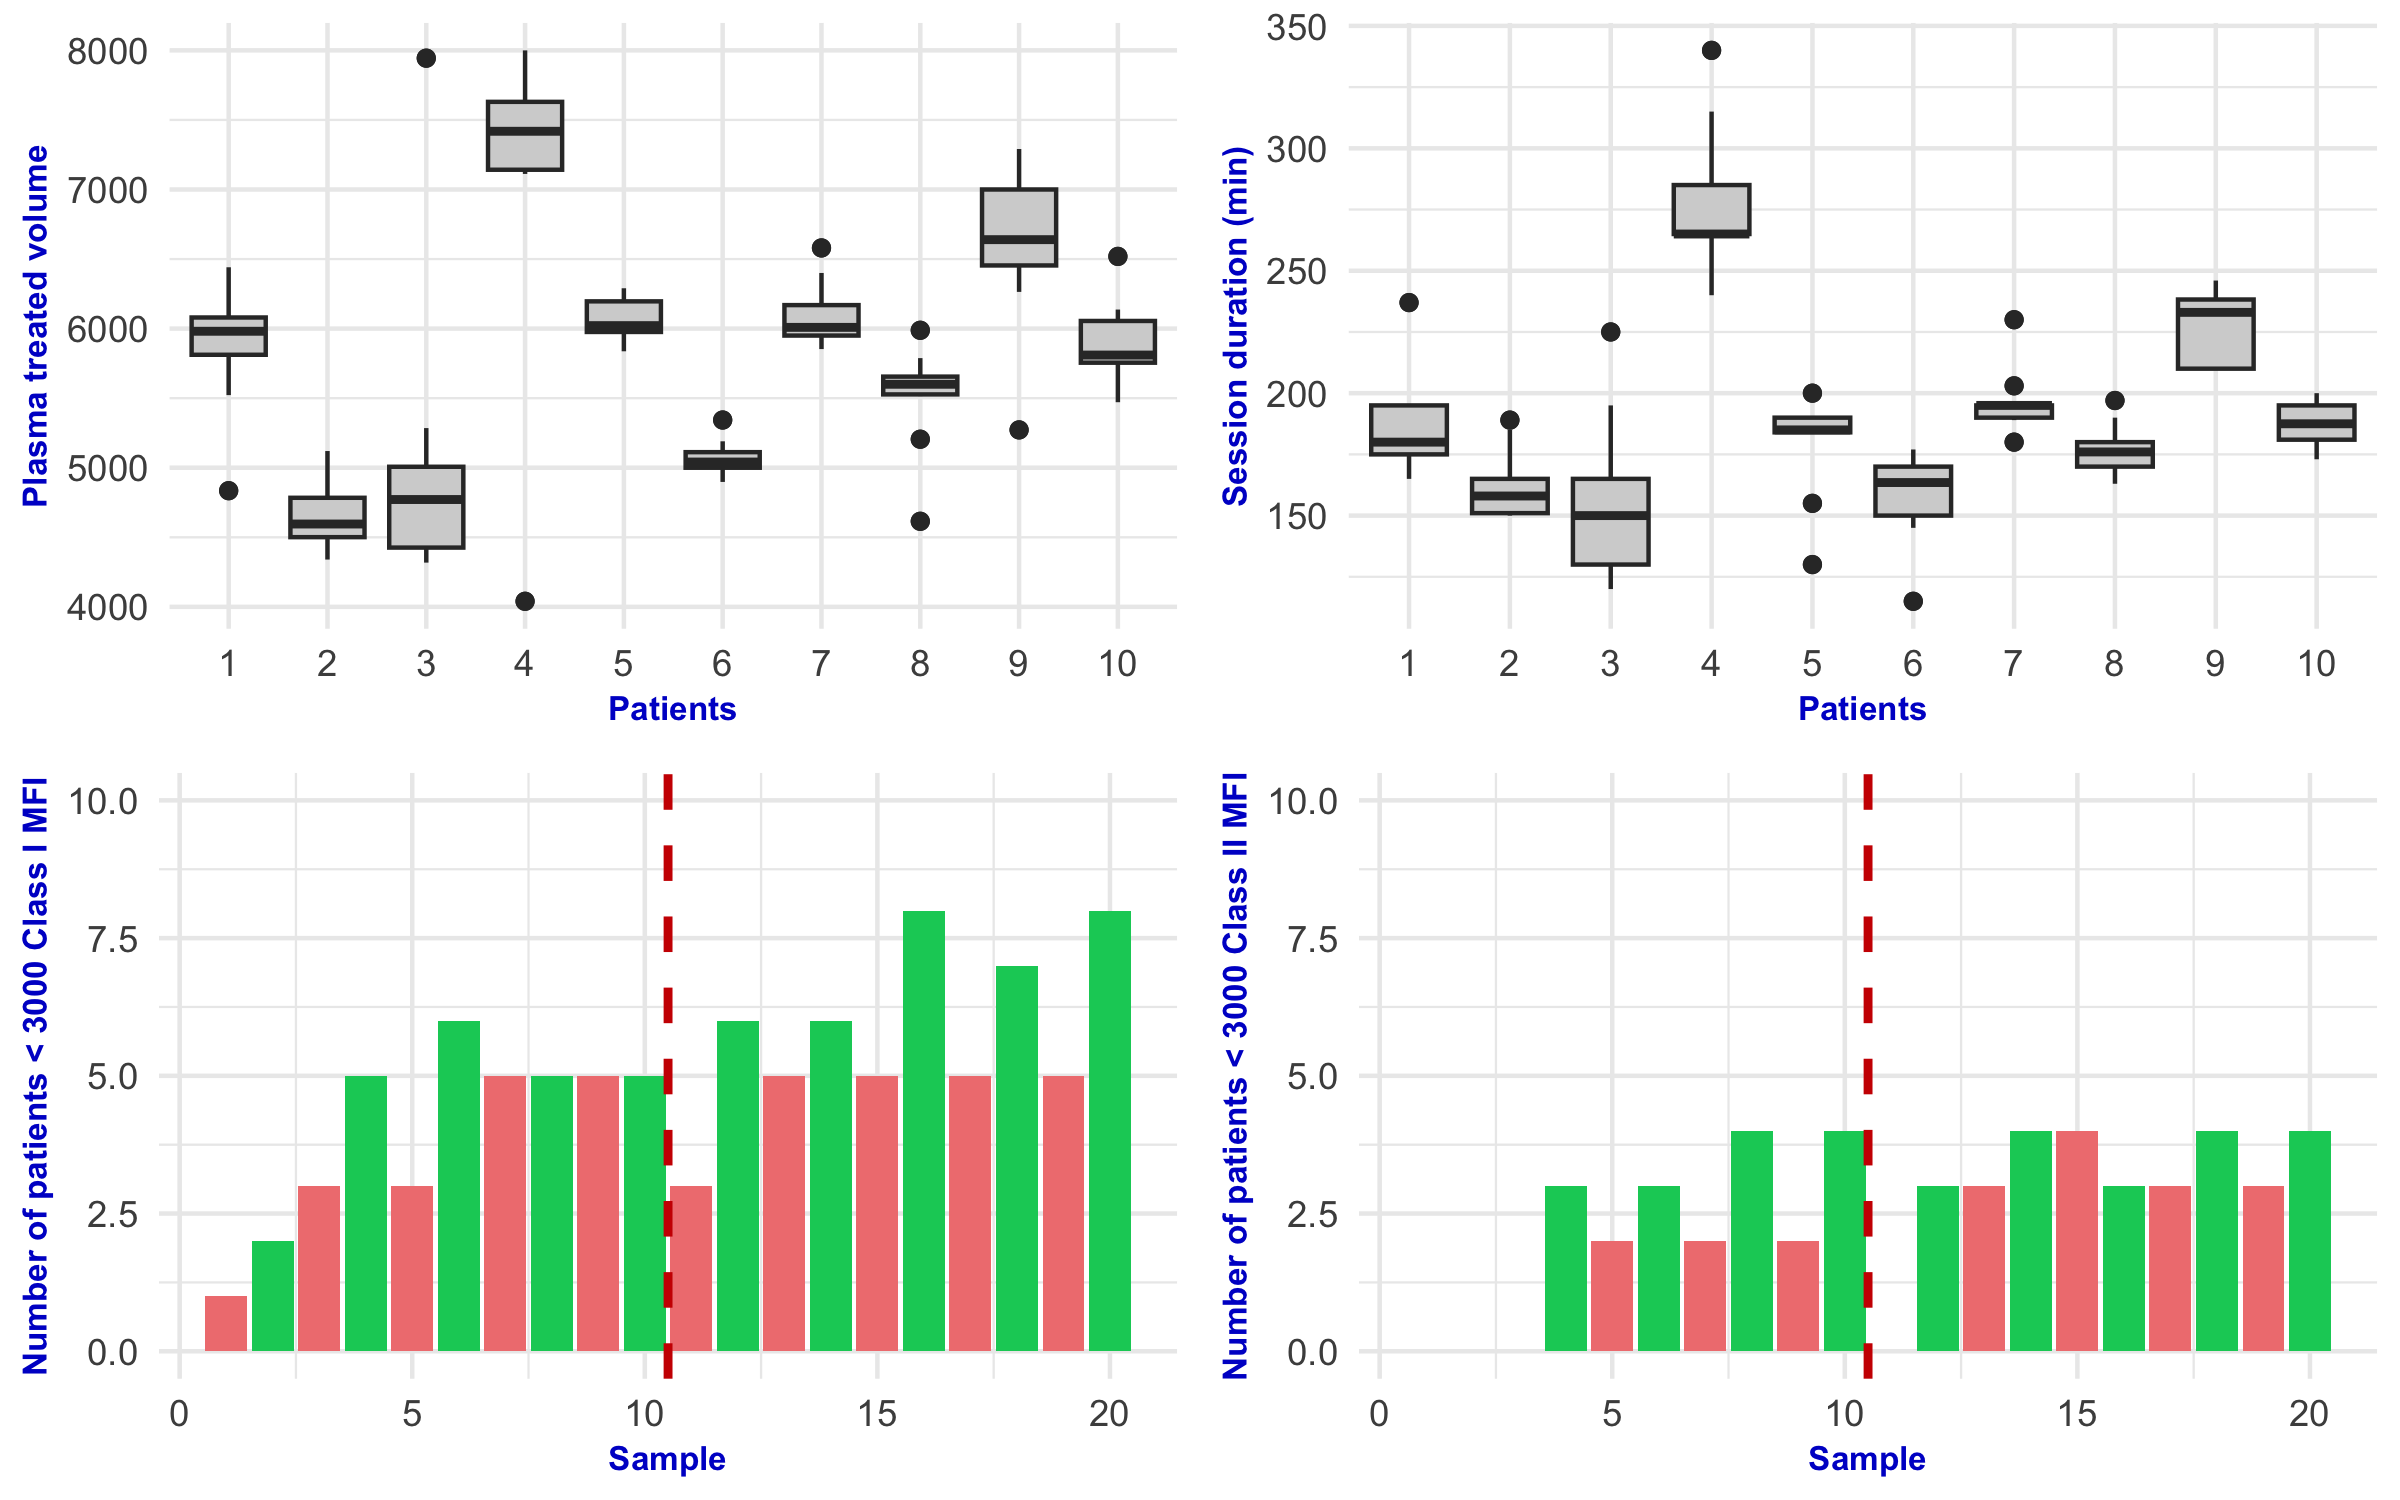 Plasma treated volume
8000
7000
6000
5000
4000
1 2 3 4 5 6 7 8 9 10
Patients
Session duration (min)
350
300
250
200
150
1 2 3 4 5 6 7 8 9 10
Patients
Number of patients < 3000 Class I MFI
10.0
7.5
5.0
2.5
0.0
0 5 10 15 20
Sample
Number of patients < 3000 Class II MFI
10.0
7.5
5.0
2.5
0.0
0 5 10 15 20
Sample